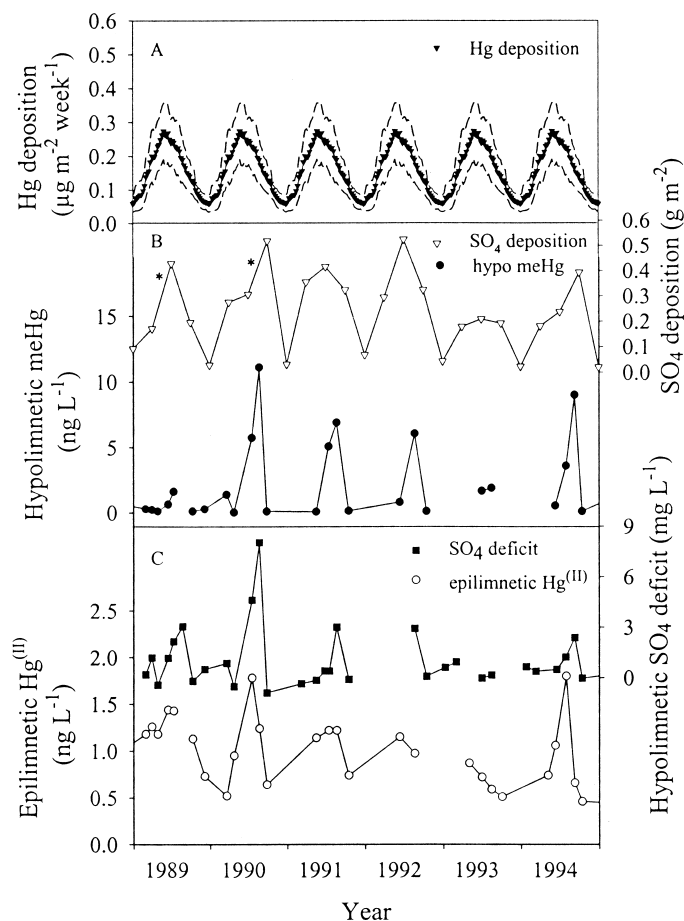 A
Hg deposition
Hg deposition
(µg m-2 week-1)
0.6
0.5
0.4
0.3
0.2
0.1
0.0
B
SO4 deposition
hypo meHg
*
*
Hypolimnetic meHg
(ng L-1)
15
10
5
0
SO4 deposition (g m-2)
0.6
0.5
0.4
0.3
0.2
0.1
0.0
C
SO4 deficit
epilimnetic Hg(II)
Epilimnetic Hg(II)
(ng L-1)
2.5
2.0
1.5
1.0
0.5
0.0
Hypolimnetic SO4 deficit (mg L-1)
9
6
3
0
1989 1990 1991 1992 1993 1994
Year